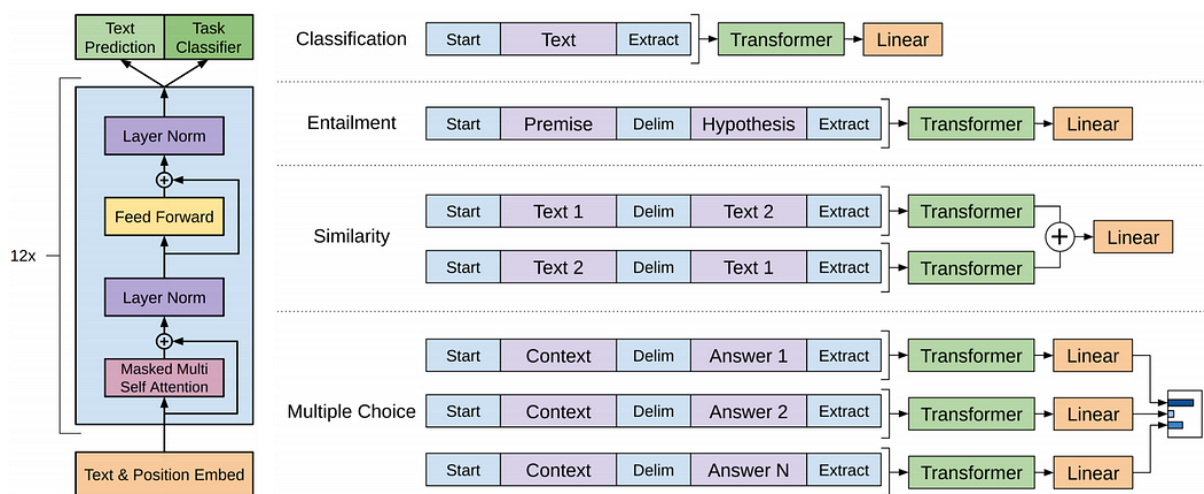 Text
Prediction
Task
Classifier
Layer Norm
Feed Forward
12x
Layer Norm
Masked Multi
Self Attention
Text & Position Embed
Classification
Start
Text
Extract
Transformer
Linear
Entailment
Start
Premise
Delim
Hypothesis
Extract
Transformer
Linear
Similarity
Start
Text 1
Delim
Text 2
Extract
Transformer
Start
Text 2
Delim
Text 1
Extract
Transformer
Linear
Multiple Choice
Start
Context
Delim
Answer 1
Extract
Transformer
Linear
Start
Context
Delim
Answer 2
Extract
Transformer
Linear
Start
Context
Delim
Answer N
Extract
Transformer
Linear